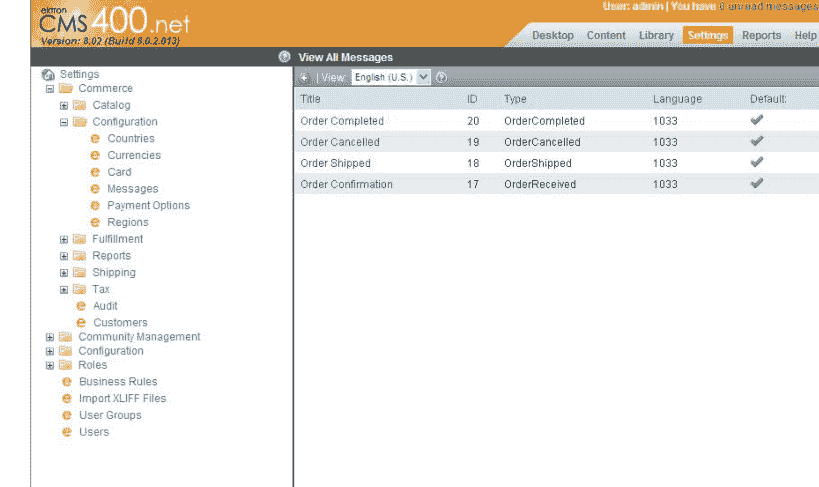 ektron
CMS400.net
Version: 8.02 (Build 8.0.2.013)
User: admin | You have 0 unread messages
Desktop Content Library Settings Reports Help
View All Messages
| View: English (U.S.)
Settings
Commerce
Catalog
Configuration
Countries
Currencies
Card
Messages
Payment Options
Regions
Fulfillment
Reports
Shipping
Tax
Audit
Customers
Community Management
Configuration
Roles
Business Rules
Import XLIFF Files
User Groups
Users
Title ID Type Language Default:
Order Completed 20 OrderCompleted 1033
Order Cancelled 19 OrderCancelled 1033
Order Shipped 18 OrderShipped 1033
Order Confirmation 17 OrderReceived 1033